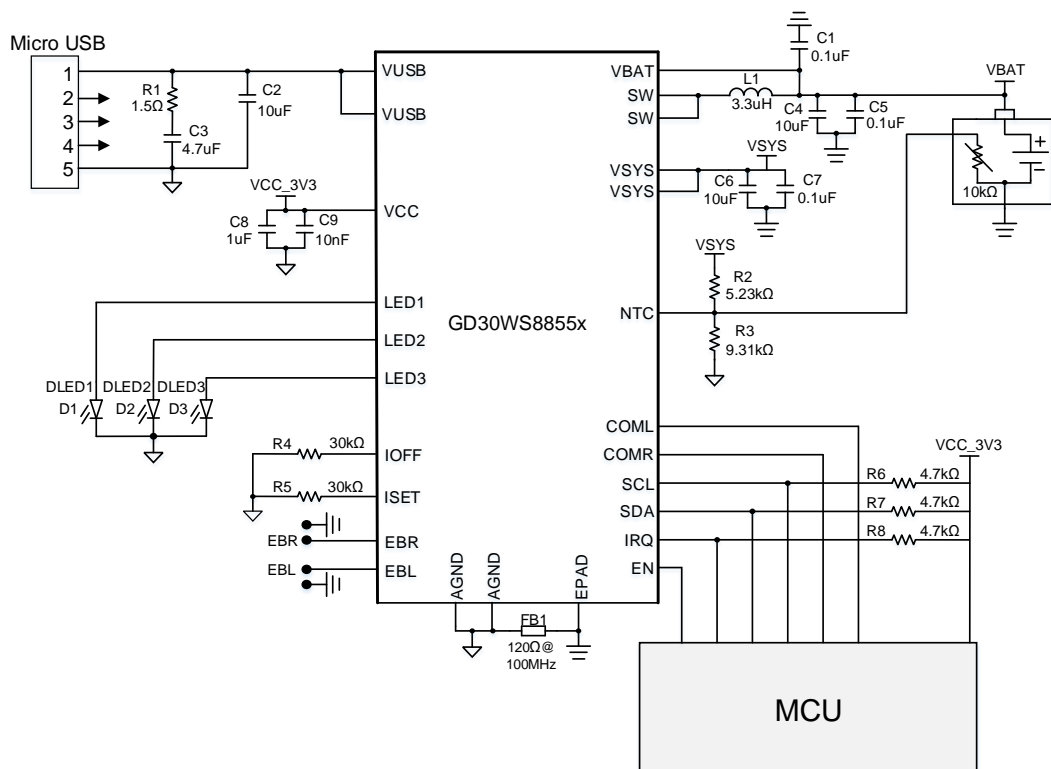 Micro USB
1
2
3
4
5
R1
1.5Ω
C3
4.7uF
C2
10uF
VUSB
VUSB
VCC_3V3
C8
1uF
C9
10nF
VCC
LED1
LED2
LED3
DLED1
DLED2
DLED3
D1
D2
D3
R4
30kΩ
IOFF
R5
30kΩ
ISET
EBR
EBR
EBL
EBL
AGND
AGND
EPAD
FB1
120Ω@
100MHz
GD30WS8855x
C1
0.1uF
VBAT
SW
SW
L1
3.3uH
C4
10uF
C5
0.1uF
VBAT
+
10kΩ
VSYS
VSYS
VSYS
C6
10uF
C7
0.1uF
VSYS
R2
5.23kΩ
NTC
R3
9.31kΩ
COML
COMR
SCL
SDA
IRQ
EN
VCC_3V3
R6
4.7kΩ
R7
4.7kΩ
R8
4.7kΩ
MCU